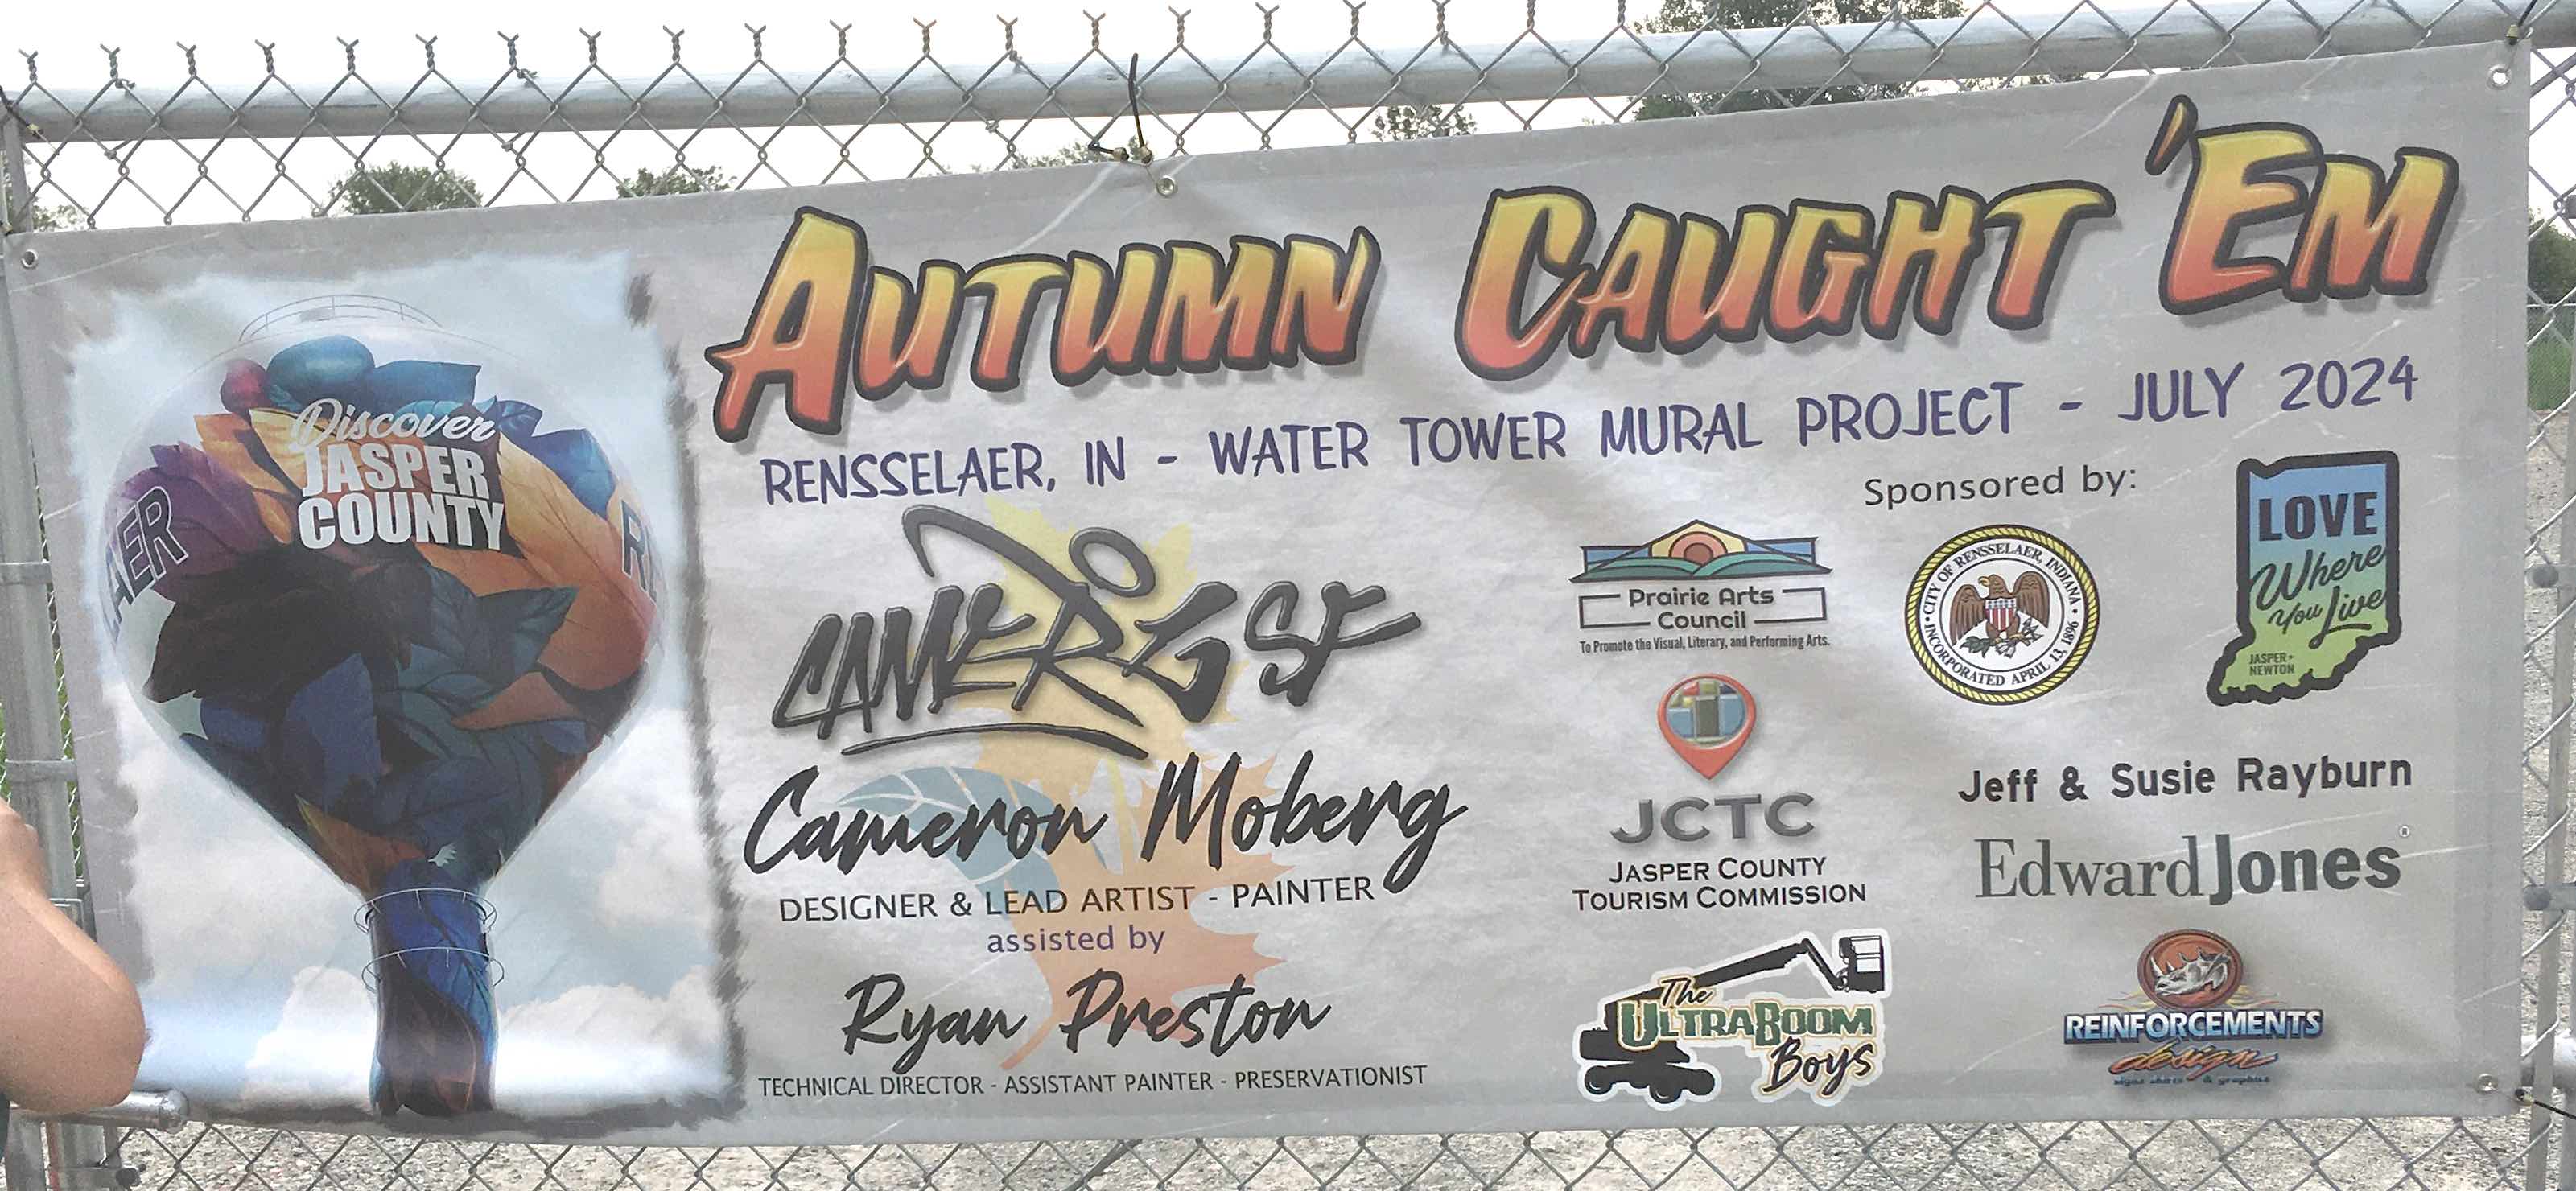 AUTUMN CAUGHT 'EM
RENSSELAER, IN - WATER TOWER MURAL PROJECT - JULY 2024
Discover
JASPER
COUNTY
AER
R
CAMER1SF
Cameron Moberg
DESIGNER & LEAD ARTIST - PAINTER
assisted by
Ryan Preston
TECHNICAL DIRECTOR - ASSISTANT PAINTER - PRESERVATIONIST
Sponsored by:
Prairie Arts
Council
To Promote the Visual, Literary, and Performing Arts.
CITY OF RENSSELAER, INDIANA
INCORPORATED APRIL 13, 1896
LOVE
Where
You Live
JASPER+
NEWTON
JCTC
JASPER COUNTY
TOURISM COMMISSION
Jeff & Susie Rayburn
Edward Jones®
The
ULTRABOOM
Boys
REINFORCEMENTS
design